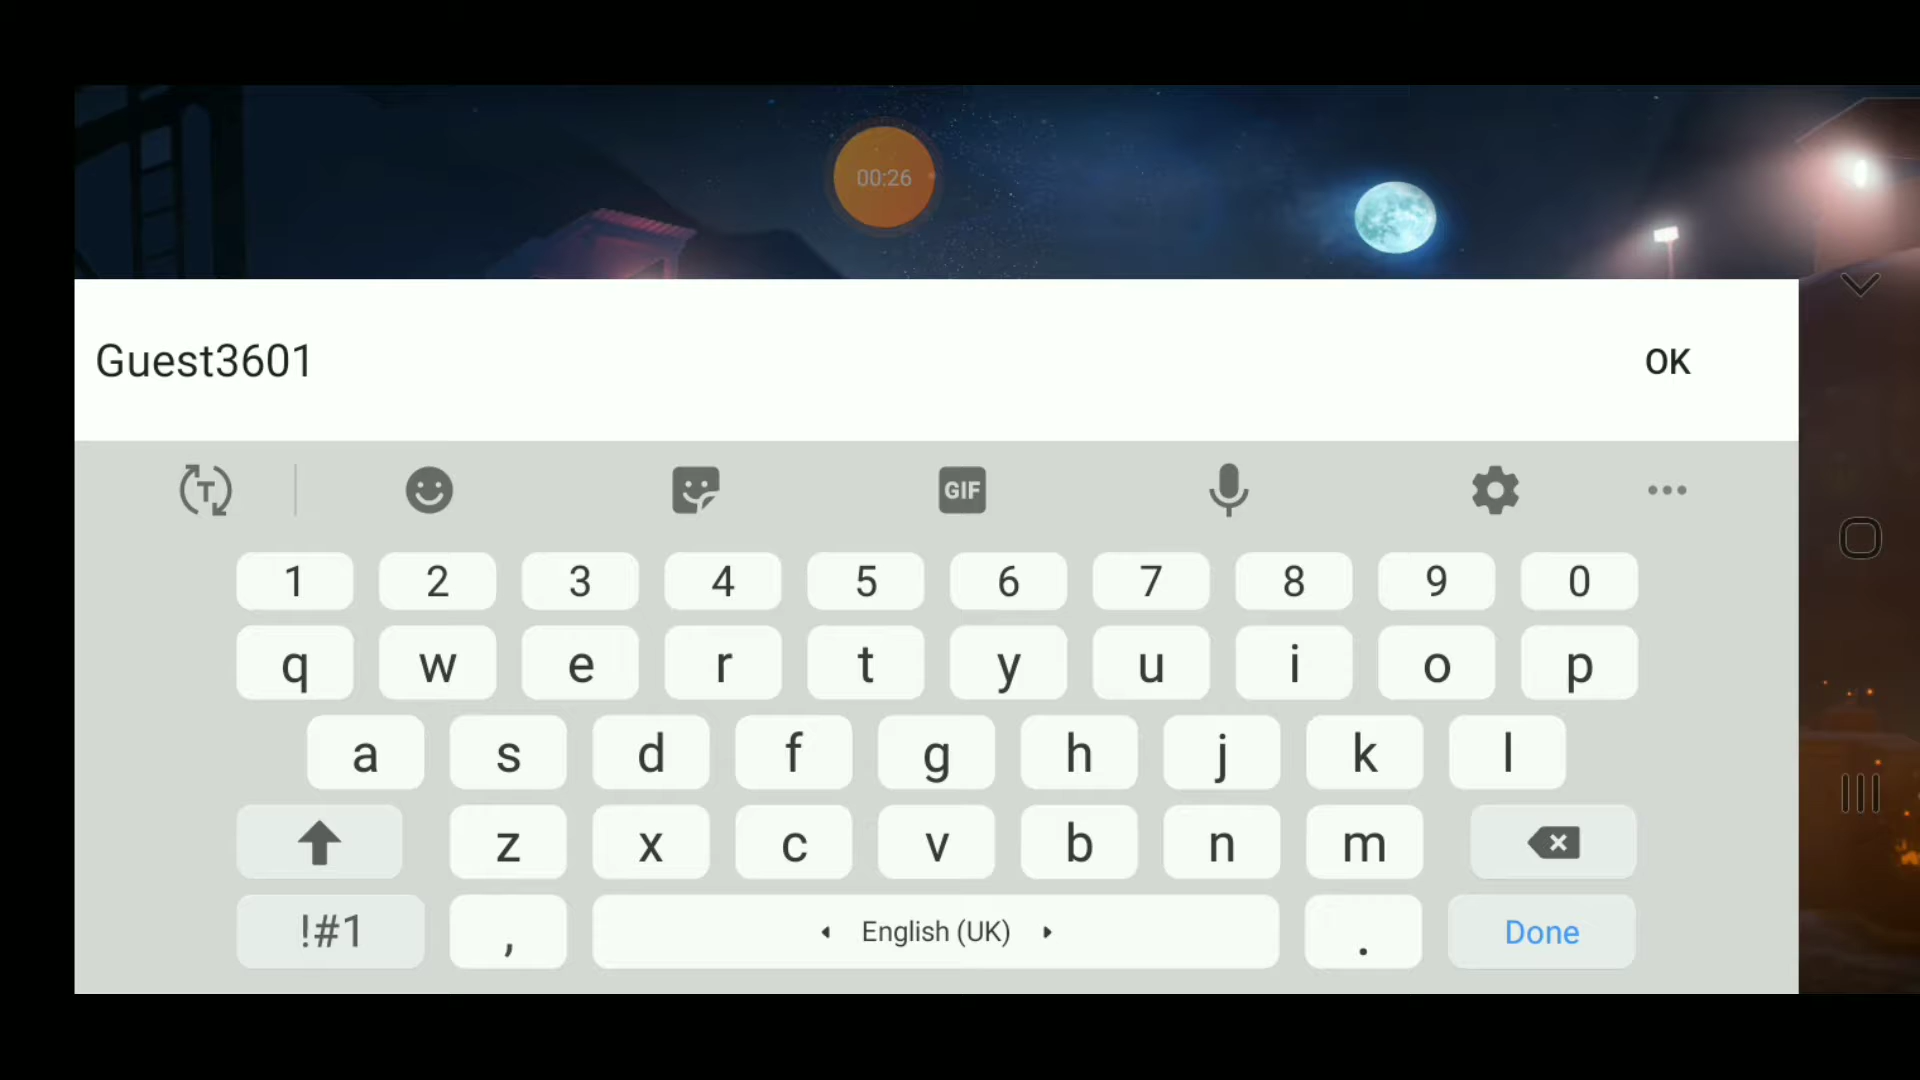 00:26
Guest3601
OK
T
GIF
1 2 3 4 5 6 7 8 9 0
q w e r t y u i o p
a s d f g h j k l
z x c v b n m
!#1 , English (UK) . Done